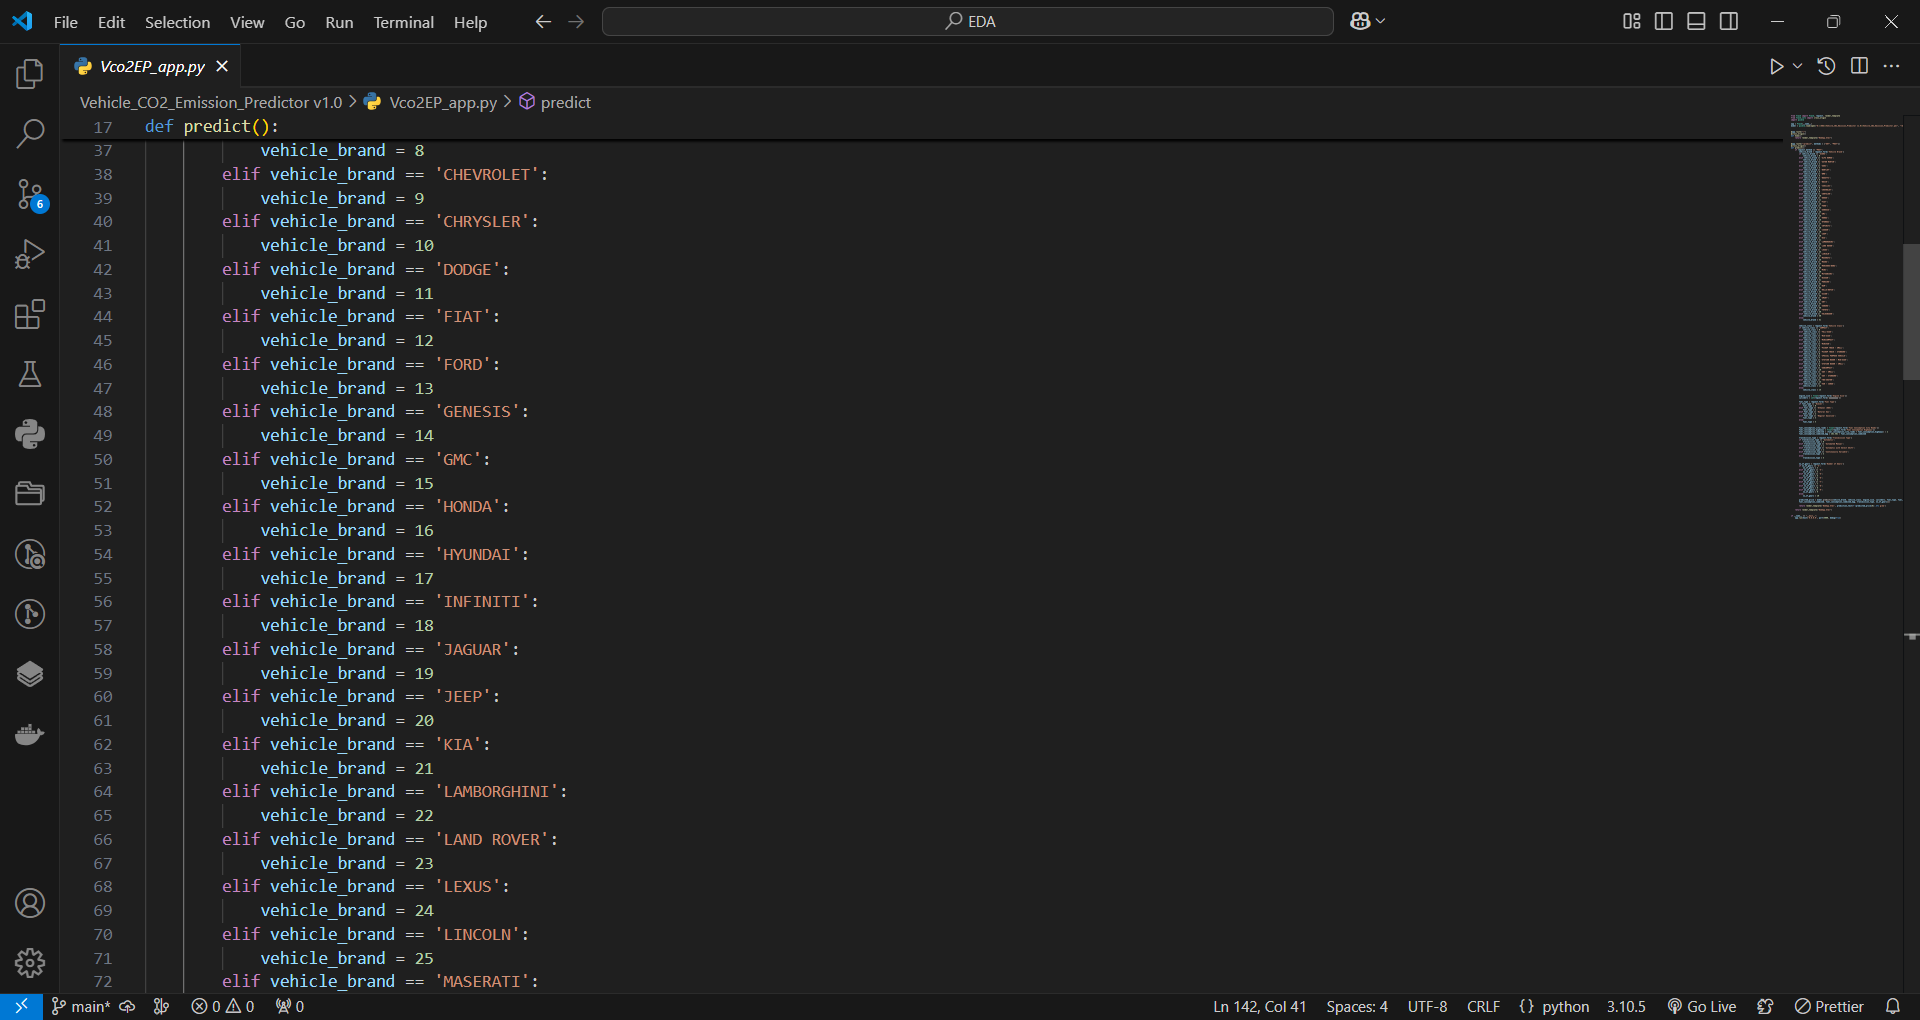 File Edit Selection View Go Run Terminal Help EDA
Vco2EP_app.py
Vehicle_CO2_Emission_Predictor v1.0 > Vco2EP_app.py > predict
17 def predict():
37 vehicle_brand = 8
38 elif vehicle_brand == 'CHEVROLET':
39 vehicle_brand = 9
40 elif vehicle_brand == 'CHRYSLER':
41 vehicle_brand = 10
42 elif vehicle_brand == 'DODGE':
43 vehicle_brand = 11
44 elif vehicle_brand == 'FIAT':
45 vehicle_brand = 12
46 elif vehicle_brand == 'FORD':
47 vehicle_brand = 13
48 elif vehicle_brand == 'GENESIS':
49 vehicle_brand = 14
50 elif vehicle_brand == 'GMC':
51 vehicle_brand = 15
52 elif vehicle_brand == 'HONDA':
53 vehicle_brand = 16
54 elif vehicle_brand == 'HYUNDAI':
55 vehicle_brand = 17
56 elif vehicle_brand == 'INFINITI':
57 vehicle_brand = 18
58 elif vehicle_brand == 'JAGUAR':
59 vehicle_brand = 19
60 elif vehicle_brand == 'JEEP':
61 vehicle_brand = 20
62 elif vehicle_brand == 'KIA':
63 vehicle_brand = 21
64 elif vehicle_brand == 'LAMBORGHINI':
65 vehicle_brand = 22
66 elif vehicle_brand == 'LAND ROVER':
67 vehicle_brand = 23
68 elif vehicle_brand == 'LEXUS':
69 vehicle_brand = 24
70 elif vehicle_brand == 'LINCOLN':
71 vehicle_brand = 25
72 elif vehicle_brand == 'MASERATI':
6
main* 0 0 0 Ln 142, Col 41 Spaces: 4 UTF-8 CRLF {} python 3.10.5 Go Live Prettier